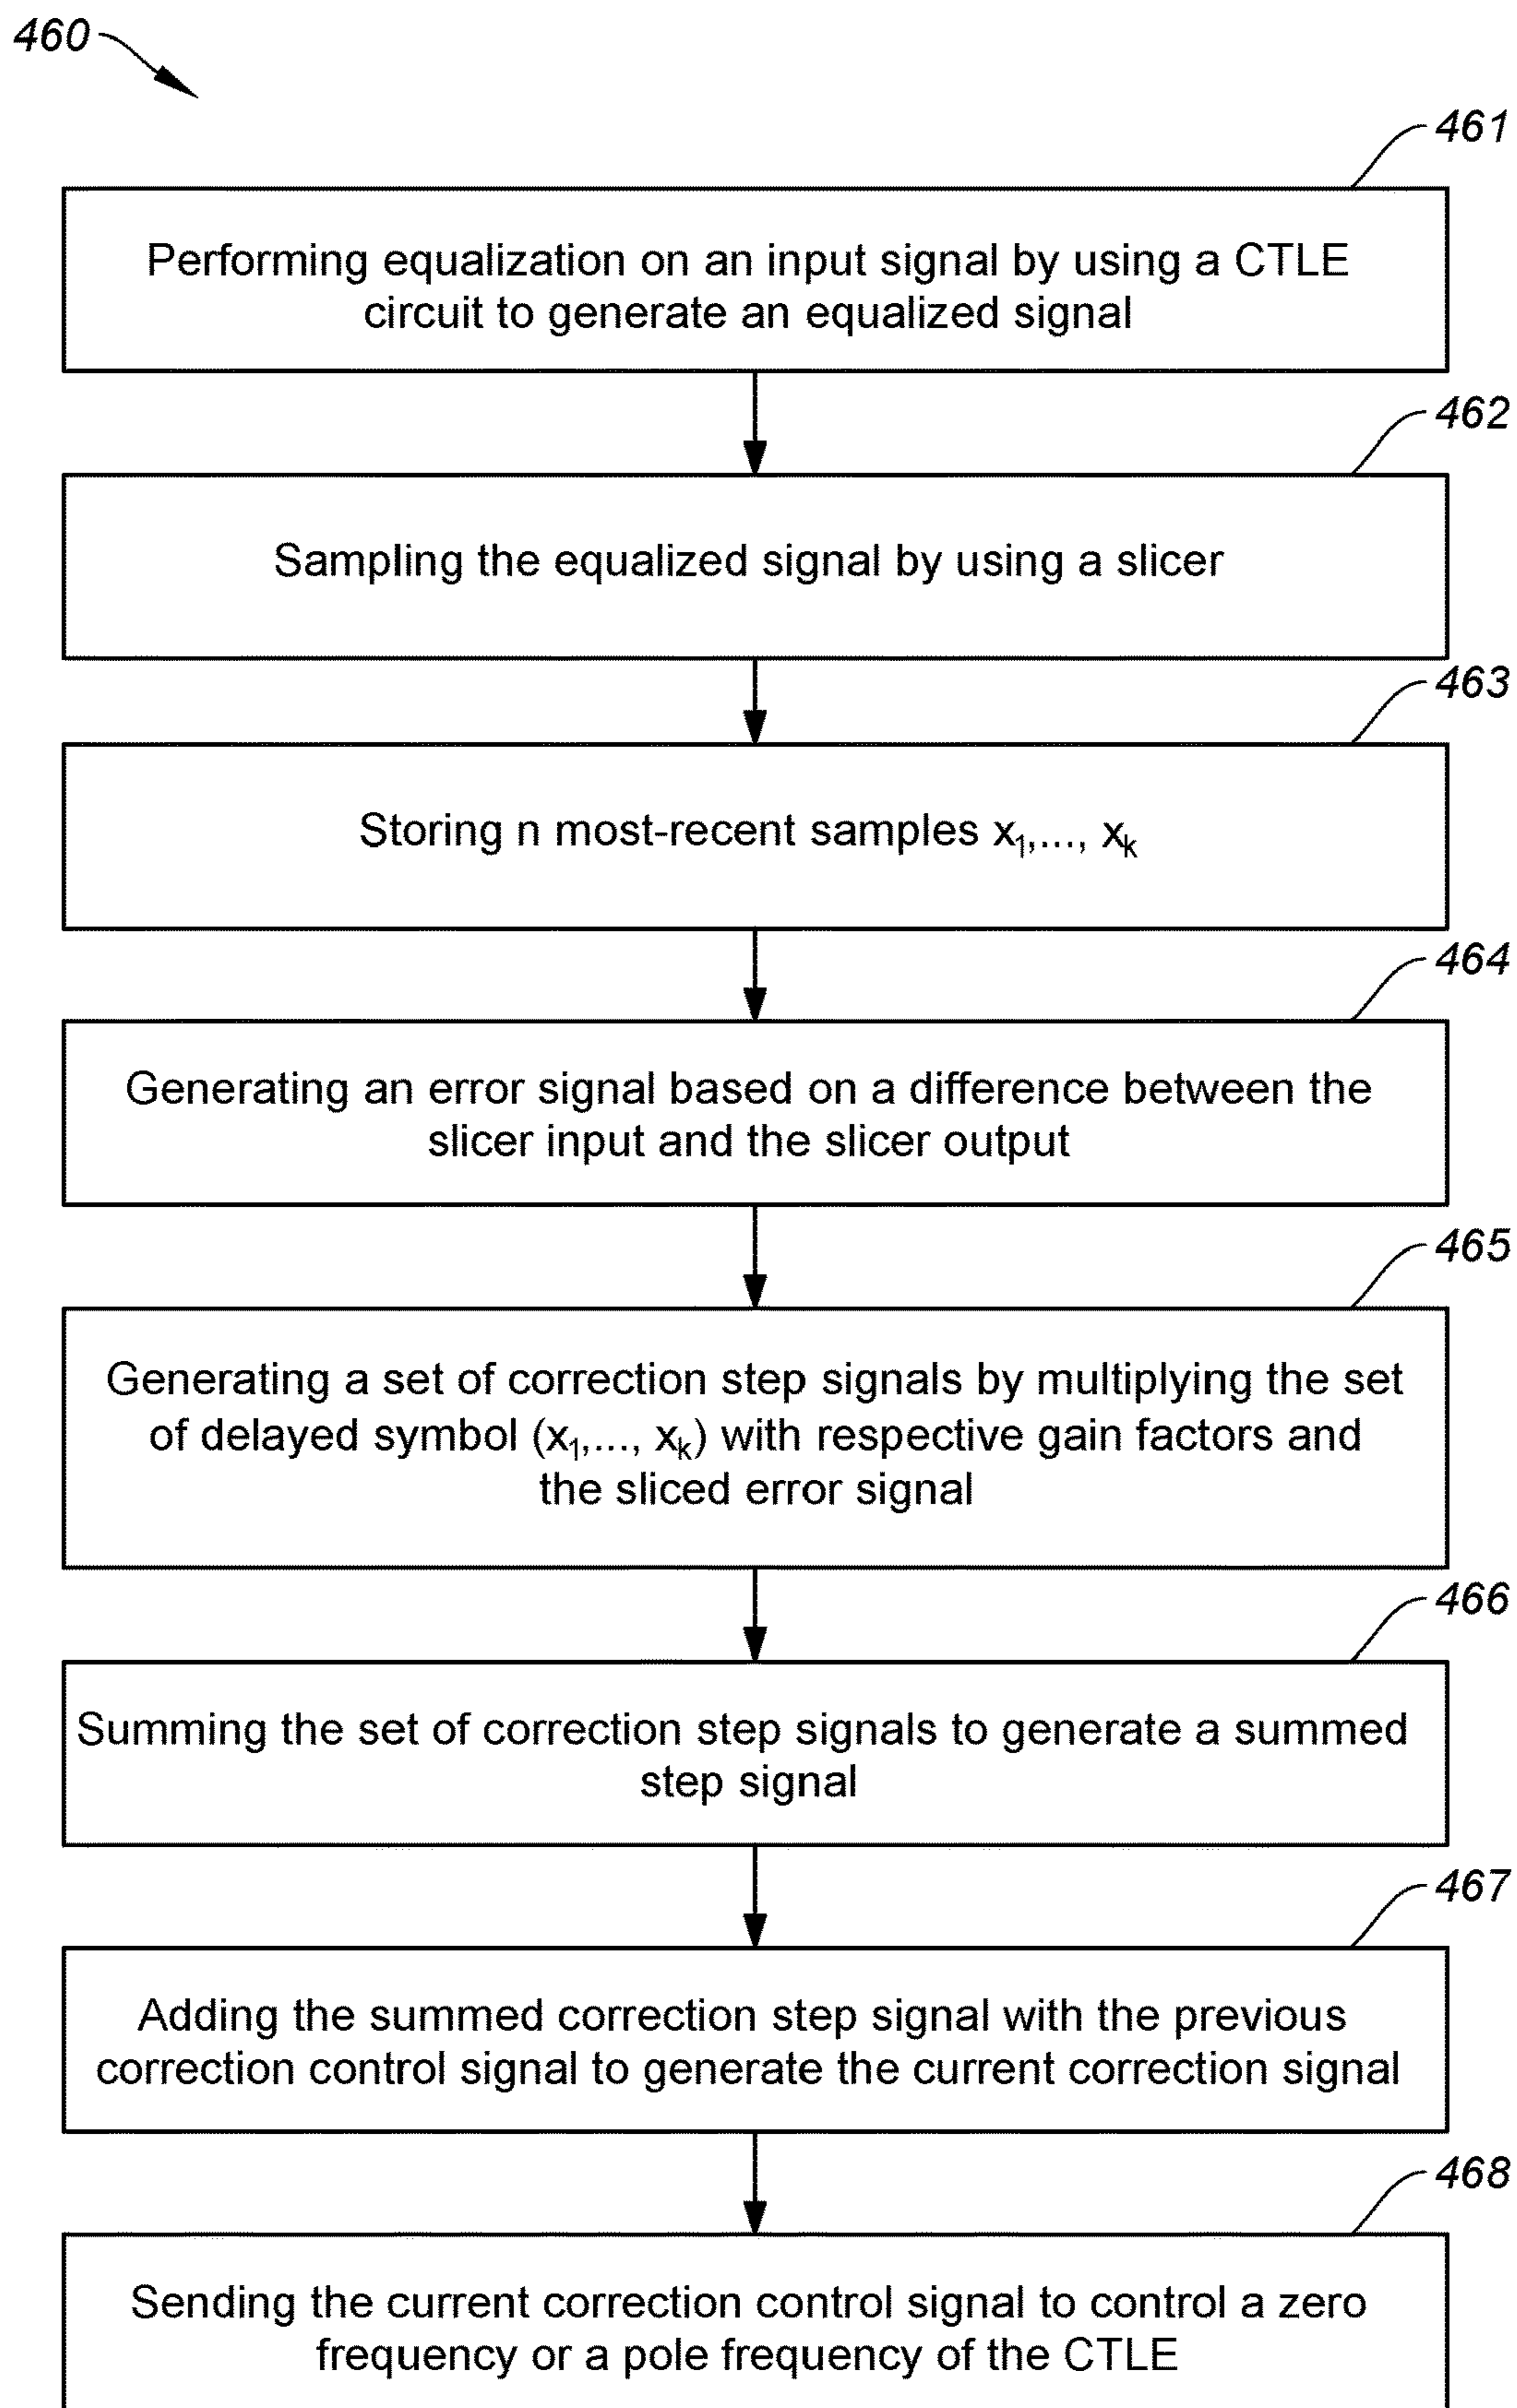 460
461
Performing equalization on an input signal by using a CTLE
circuit to generate an equalized signal
462
Sampling the equalized signal by using a slicer
463
Storing n most-recent samples x₁,..., xₖ
464
Generating an error signal based on a difference between the
slicer input and the slicer output
465
Generating a set of correction step signals by multiplying the set
of delayed symbol (x₁,..., xₖ) with respective gain factors and
the sliced error signal
466
Summing the set of correction step signals to generate a summed
step signal
467
Adding the summed correction step signal with the previous
correction control signal to generate the current correction signal
468
Sending the current correction control signal to control a zero
frequency or a pole frequency of the CTLE